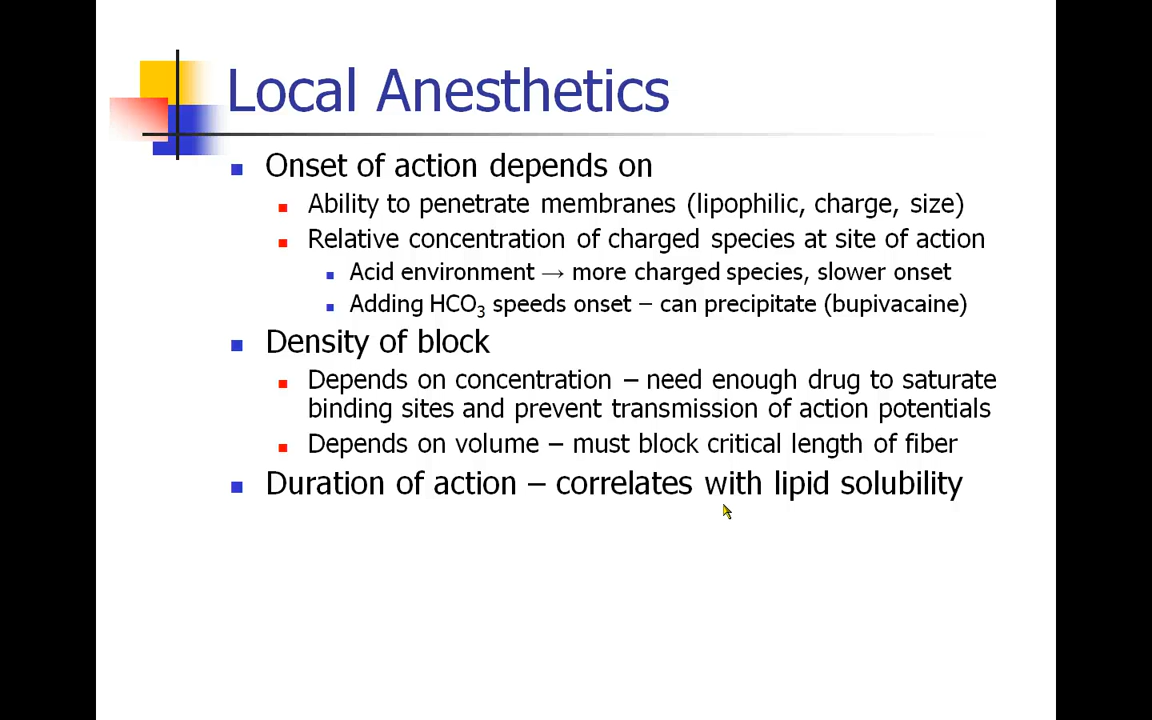 Local Anesthetics
Onset of action depends on
Ability to penetrate membranes (lipophilic, charge, size)
Relative concentration of charged species at site of action
Acid environment → more charged species, slower onset
Adding HCO₃ speeds onset – can precipitate (bupivacaine)
Density of block
Depends on concentration – need enough drug to saturate
binding sites and prevent transmission of action potentials
Depends on volume – must block critical length of fiber
Duration of action – correlates with lipid solubility